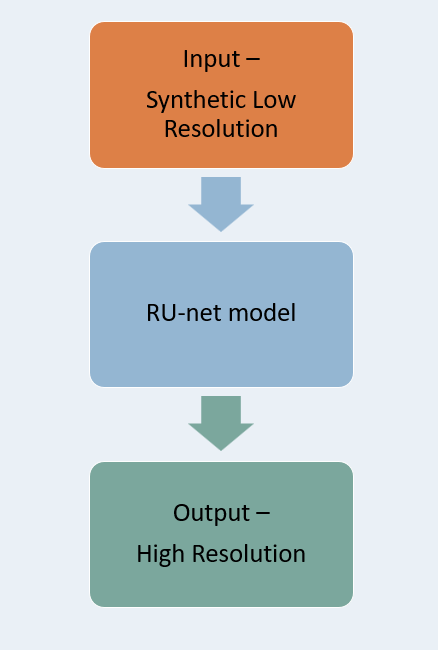 Input –
Synthetic Low
Resolution
RU-net model
Output –
High Resolution